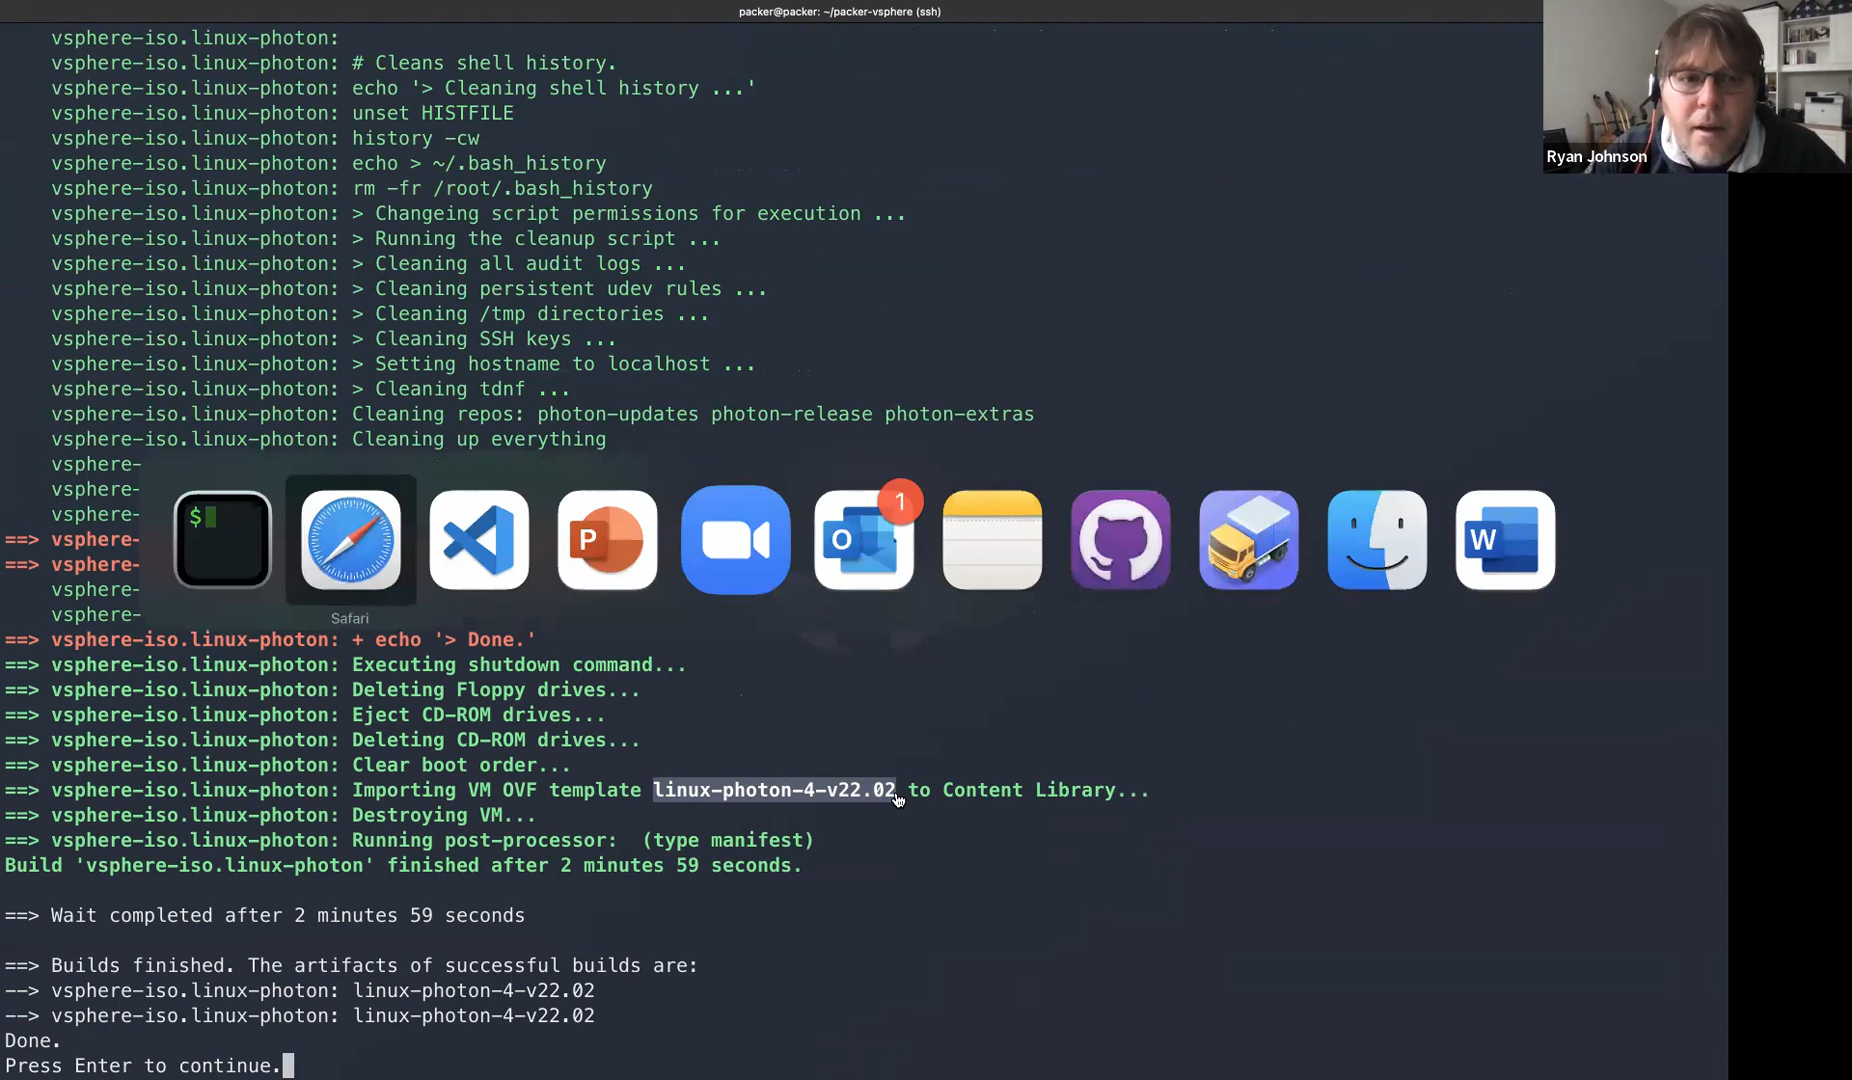 packer@packer: ~/packer-vsphere (ssh)
vsphere-iso.linux-photon:
vsphere-iso.linux-photon: # Cleans shell history.
vsphere-iso.linux-photon: echo '> Cleaning shell history ...'
vsphere-iso.linux-photon: unset HISTFILE
vsphere-iso.linux-photon: history -cw
vsphere-iso.linux-photon: echo > ~/.bash_history
vsphere-iso.linux-photon: rm -fr /root/.bash_history
vsphere-iso.linux-photon: > Changeing script permissions for execution ...
vsphere-iso.linux-photon: > Running the cleanup script ...
vsphere-iso.linux-photon: > Cleaning all audit logs ...
vsphere-iso.linux-photon: > Cleaning persistent udev rules ...
vsphere-iso.linux-photon: > Cleaning /tmp directories ...
vsphere-iso.linux-photon: > Cleaning SSH keys ...
vsphere-iso.linux-photon: > Setting hostname to localhost ...
vsphere-iso.linux-photon: > Cleaning tdnf ...
vsphere-iso.linux-photon: Cleaning repos: photon-updates photon-release photon-extras
vsphere-iso.linux-photon: Cleaning up everything
vsphere-
vsphere-
vsphere-
==> vsphere-
==> vsphere-
vsphere-
vsphere-
$
P
1
O
W
Safari
==> vsphere-iso.linux-photon: + echo '> Done.'
==> vsphere-iso.linux-photon: Executing shutdown command...
==> vsphere-iso.linux-photon: Deleting Floppy drives...
==> vsphere-iso.linux-photon: Eject CD-ROM drives...
==> vsphere-iso.linux-photon: Deleting CD-ROM drives...
==> vsphere-iso.linux-photon: Clear boot order...
==> vsphere-iso.linux-photon: Importing VM OVF template linux-photon-4-v22.02 to Content Library...
==> vsphere-iso.linux-photon: Destroying VM...
==> vsphere-iso.linux-photon: Running post-processor:  (type manifest)
Build 'vsphere-iso.linux-photon' finished after 2 minutes 59 seconds.
==> Wait completed after 2 minutes 59 seconds
==> Builds finished. The artifacts of successful builds are:
--> vsphere-iso.linux-photon: linux-photon-4-v22.02
--> vsphere-iso.linux-photon: linux-photon-4-v22.02
Done.
Press Enter to continue.
Ryan Johnson